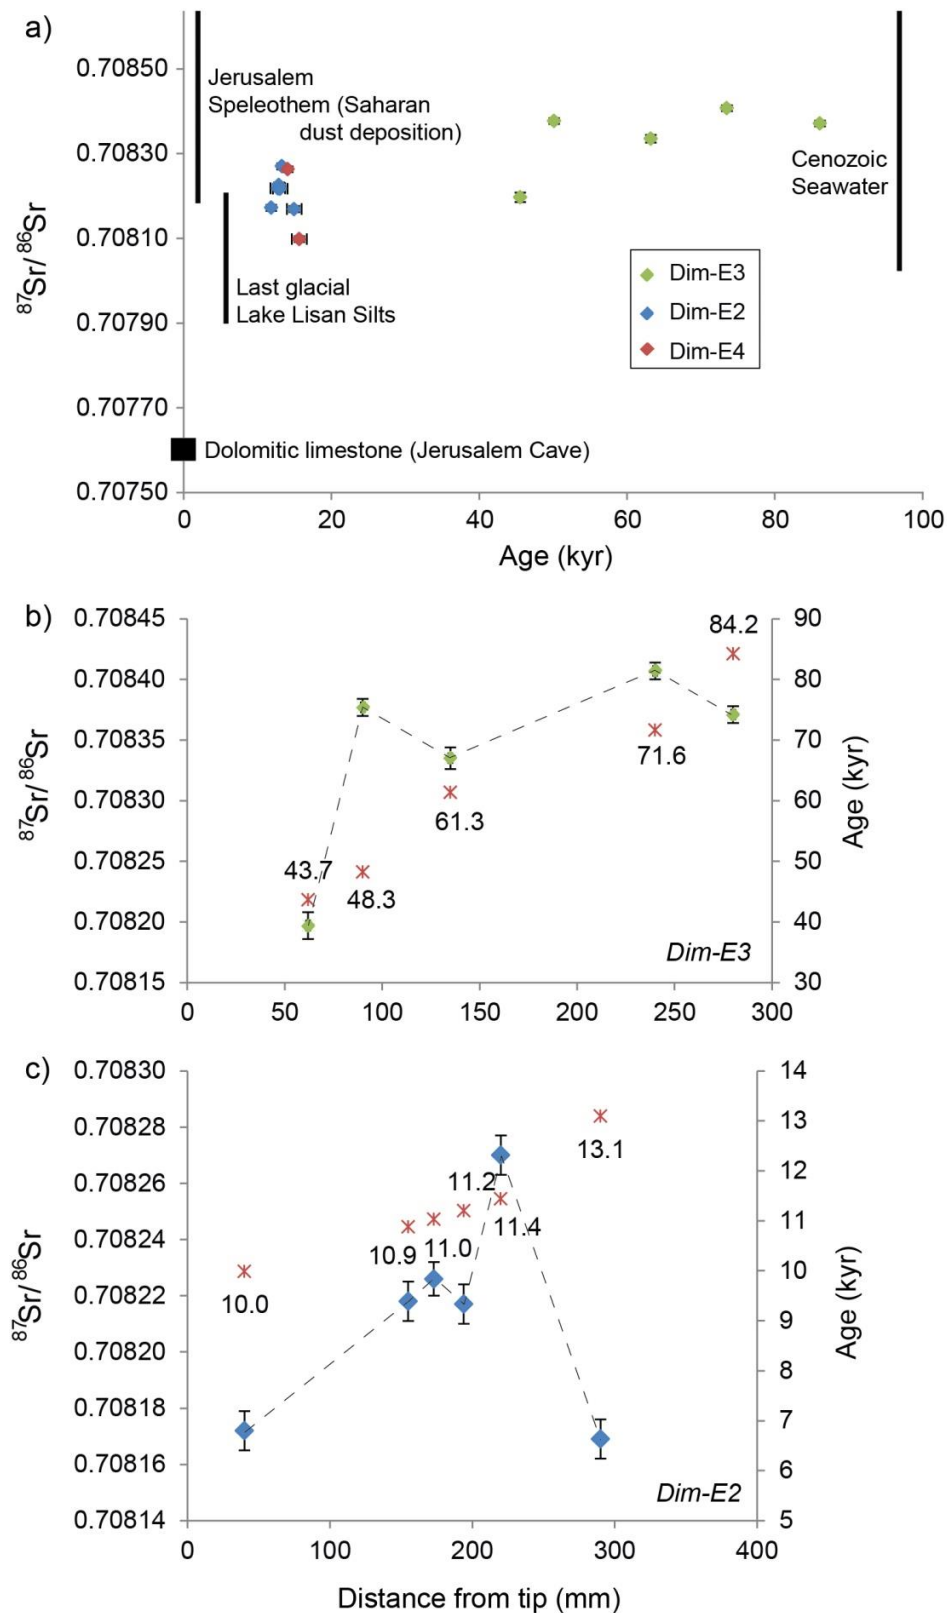 a)
0.70850
0.70830
0.70810
0.70790
0.70770
0.70750
87Sr/86Sr
Jerusalem
Speleothem (Saharan
dust deposition)
Cenozoic
Seawater
Last glacial
Lake Lisan Silts
Dim-E3
Dim-E2
Dim-E4
Dolomitic limestone (Jerusalem Cave)
0 20 40 60 80 100
Age (kyr)
b)
0.70845
0.70840
0.70835
0.70830
0.70825
0.70820
0.70815
87Sr/86Sr
84.2
71.6
61.3
43.7
48.3
Dim-E3
90
80
70
60
50
40
30
Age (kyr)
0 50 100 150 200 250 300
c)
0.70830
0.70828
0.70826
0.70824
0.70822
0.70820
0.70818
0.70816
0.70814
87Sr/86Sr
13.1
11.2
11.4
10.9
11.0
10.0
Dim-E2
14
13
12
11
10
9
8
7
6
5
Age (kyr)
0 100 200 300 400
Distance from tip (mm)